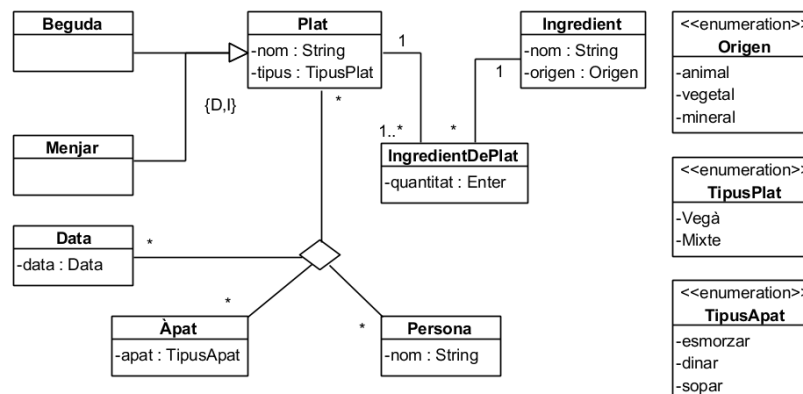 Beguda
Plat
-nom : String
-tipus : TipusPlat
1
Ingredient
-nom : String
-origen : Origen
1
<<enumeration>>
Origen
-animal
-vegetal
-mineral
{D,I}
*
Menjar
1..*
*
IngredientDePlat
-quantitat : Enter
<<enumeration>>
TipusPlat
-Vegà
-Mixte
Data
-data : Data
*
*
*
Àpat
-apat : TipusApat
Persona
-nom : String
<<enumeration>>
TipusApat
-esmorzar
-dinar
-sopar